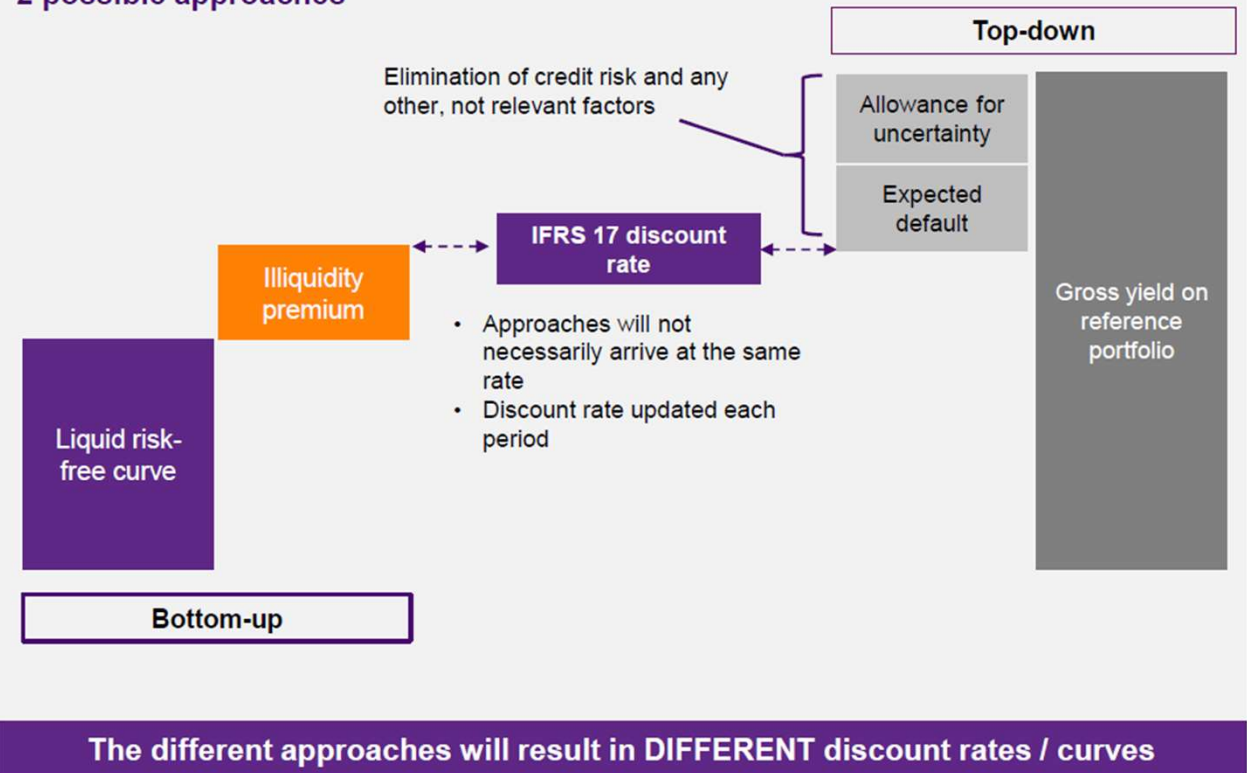 2 possible approaches
Top-down
Elimination of credit risk and any
other, not relevant factors
Allowance for
uncertainty
Expected
default
IFRS 17 discount
rate
Illiquidity
premium
Gross yield on
reference
portfolio
• Approaches will not
necessarily arrive at the same
rate
• Discount rate updated each
period
Liquid risk-
free curve
Bottom-up
The different approaches will result in DIFFERENT discount rates / curves